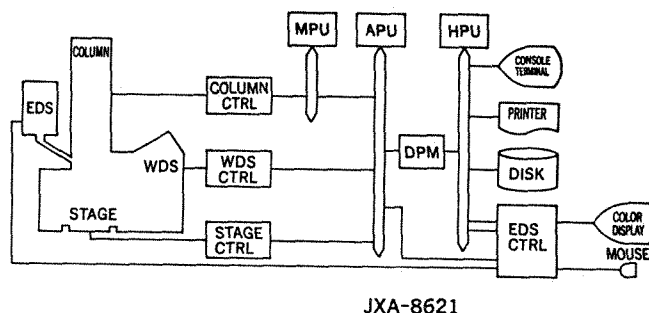 MPU
APU
HPU
COLUMN
CONSOLE
TERMINAL
EDS
COLUMN
CTRL
PRINTER
WDS
WDS
CTRL
DPM
DISK
STAGE
STAGE
CTRL
EDS
CTRL
COLOR
DISPLAY
MOUSE
JXA-8621